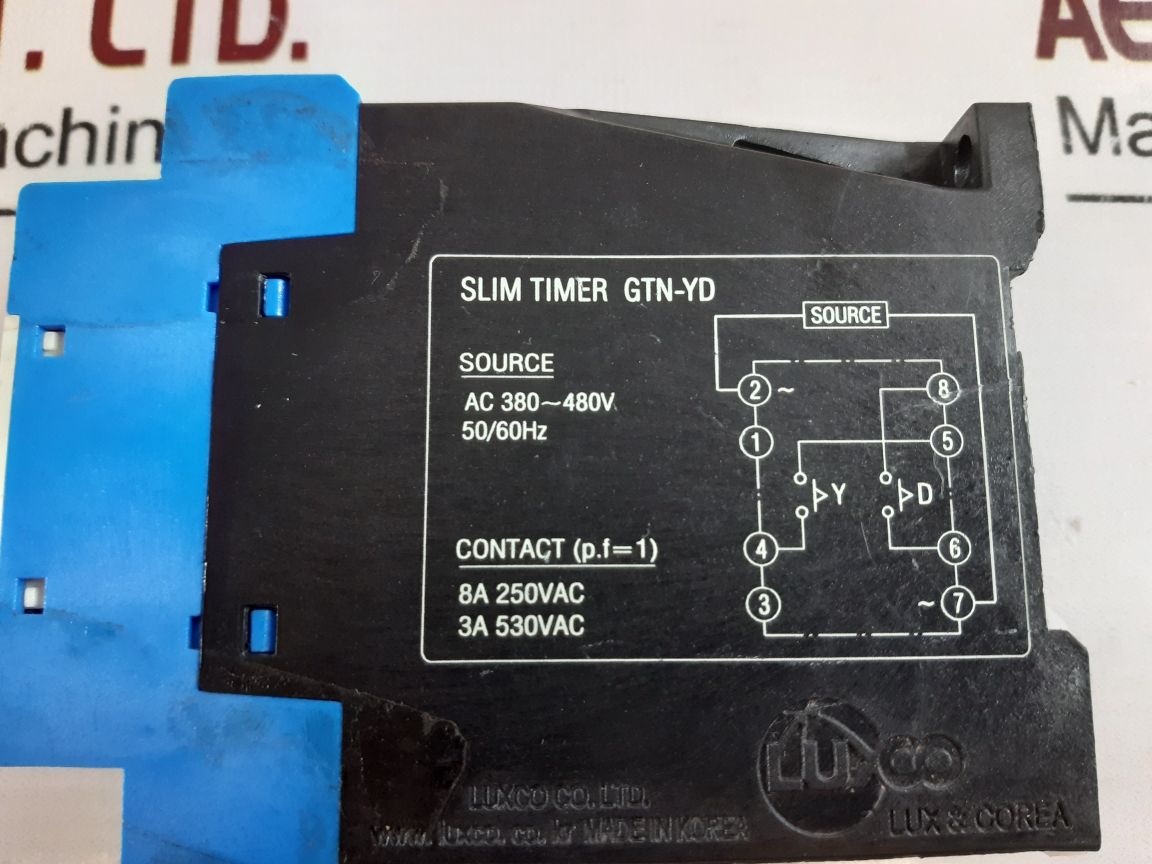 . LTD.
achin
Ma
SLIM TIMER GTN-YD
SOURCE
AC 380~480V
50/60Hz
CONTACT (p.f=1)
8A 250VAC
3A 530VAC
SOURCE
2 ~ 8
1 5
Y D
4 6
3 ~ 7
LUXCO
LUX & COREA
LUXCO CO. LTD.
www.luxco.co.kr MADE IN KOREA